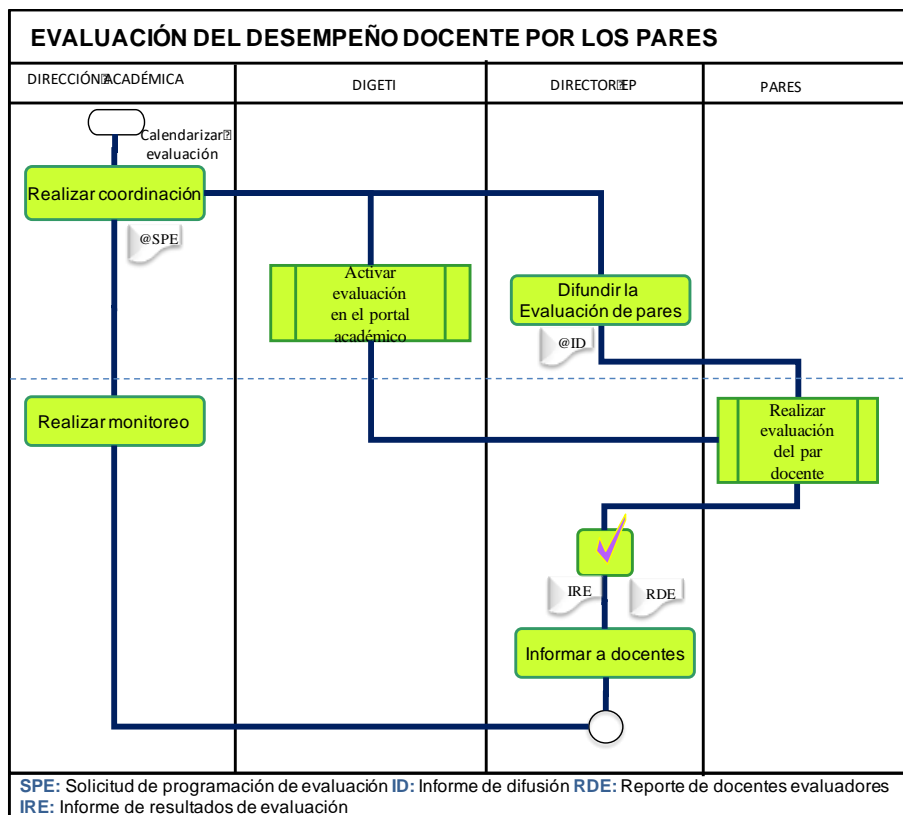 EVALUACIÓN DEL DESEMPEÑO DOCENTE POR LOS PARES
DIRECCIÓN ACADÉMICA
DIGETI
DIRECTOR EP
PARES
Calendarizar
evaluación
Realizar coordinación
@SPE
Activar
evaluación
en el portal
académico
Difundir la
Evaluación de pares
@ID
Realizar monitoreo
Realizar
evaluación
del par
docente
IRE
RDE
Informar a docentes
SPE: Solicitud de programación de evaluación ID: Informe de difusión RDE: Reporte de docentes evaluadores
IRE: Informe de resultados de evaluación